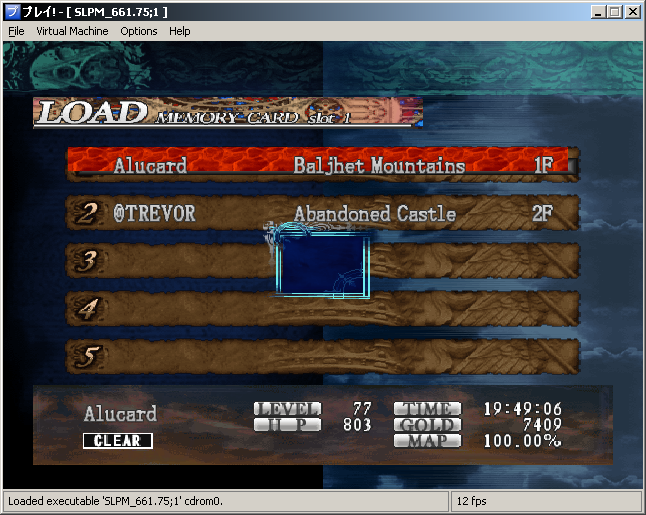 プレイ! - [ SLPM_661.75;1 ]
File Virtual Machine Options Help
LOAD MEMORY CARD slot 1
Alucard Baljhet Mountains 1F
2 @TREVOR Abandoned Castle 2F
3
4
5
Alucard LEVEL 77 TIME 19:49:06
H P 803 GOLD 7409
CLEAR MAP 100.00%
Loaded executable 'SLPM_661.75;1' cdrom0. 12 fps